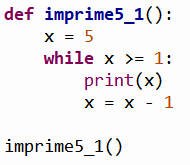 def imprime5_1():
    x = 5
    while x >= 1:
        print(x)
        x = x - 1

imprime5_1()